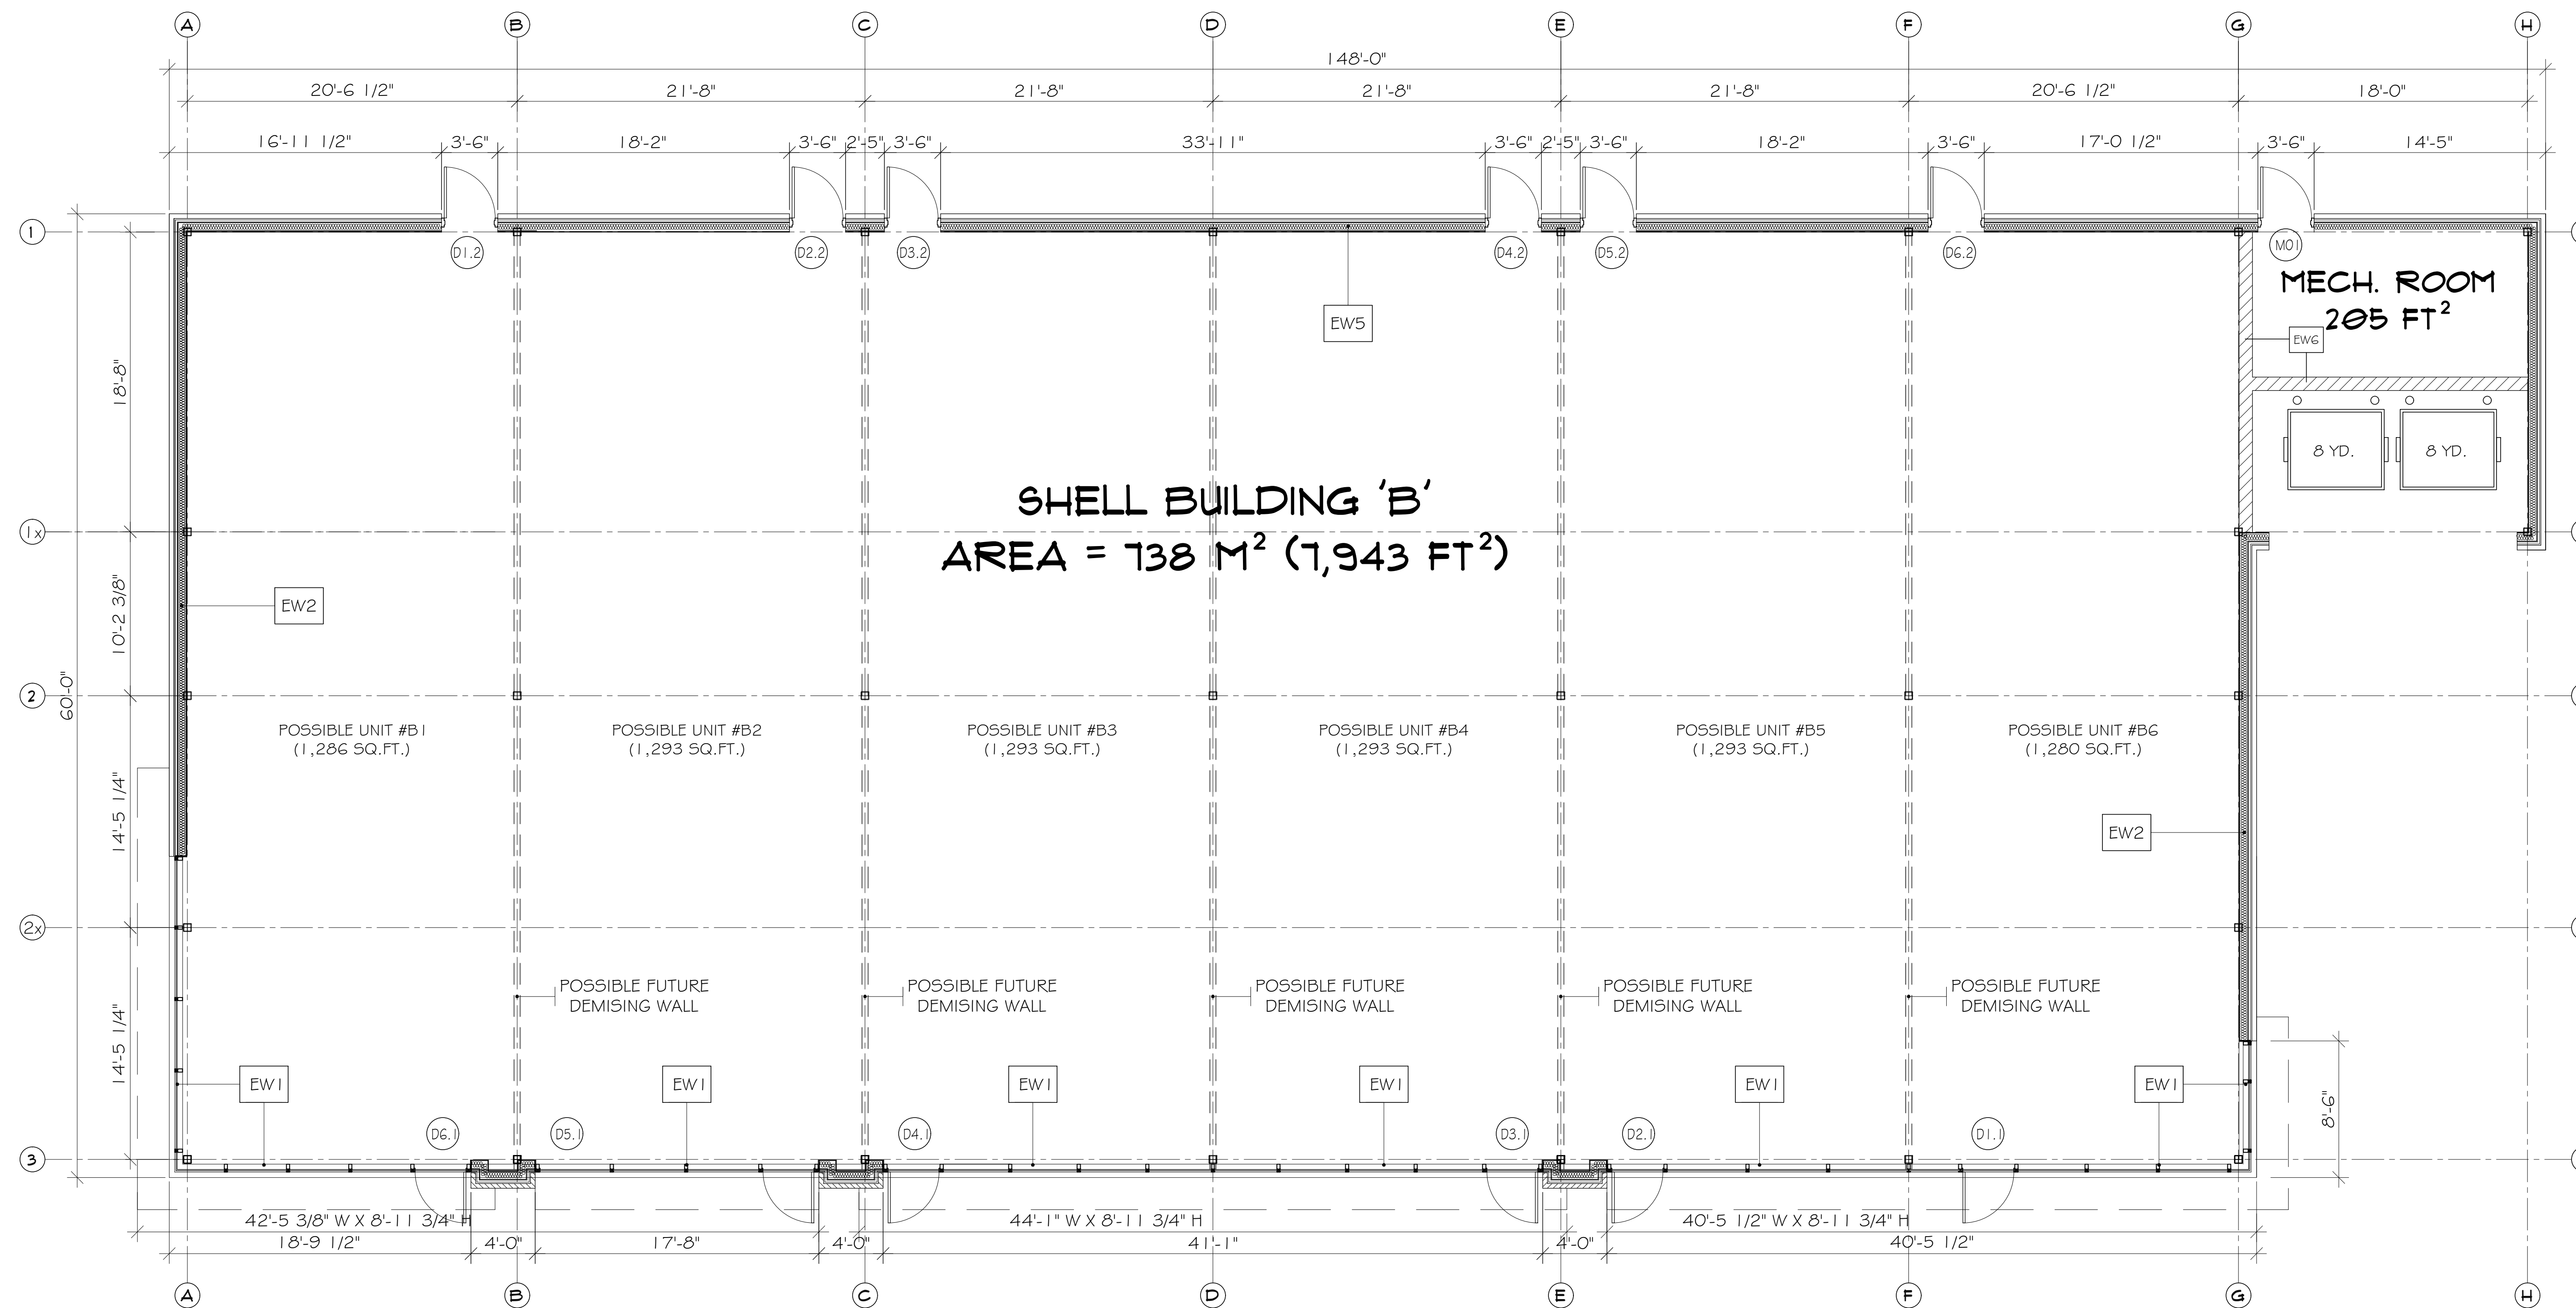 A B C D E F G H
148'-0"
20'-6 1/2" 21'-8" 21'-8" 21'-8" 21'-8" 20'-6 1/2" 18'-0"
16'-11 1/2" 3'-6" 18'-2" 3'-6" 2'-5" 3'-6" 33'-11" 3'-6" 2'-5" 3'-6" 18'-2" 3'-6" 17'-0 1/2" 3'-6" 14'-5"
1
D1.2 D2.2 D3.2 D4.2 D5.2 D6.2 M01
MECH. ROOM
205 FT²
EW5
EW6
18'-8"
8 YD. 8 YD.
SHELL BUILDING 'B'
AREA = 738 M² (7,943 FT²)
1x
10'-2 3/8"
EW2
60'-0"
2
POSSIBLE UNIT #B1
(1,286 SQ.FT.)
POSSIBLE UNIT #B2
(1,293 SQ.FT.)
POSSIBLE UNIT #B3
(1,293 SQ.FT.)
POSSIBLE UNIT #B4
(1,293 SQ.FT.)
POSSIBLE UNIT #B5
(1,293 SQ.FT.)
POSSIBLE UNIT #B6
(1,280 SQ.FT.)
14'-5 1/4"
EW2
2x
POSSIBLE FUTURE
DEMISING WALL
POSSIBLE FUTURE
DEMISING WALL
POSSIBLE FUTURE
DEMISING WALL
POSSIBLE FUTURE
DEMISING WALL
POSSIBLE FUTURE
DEMISING WALL
14'-5 1/4"
EW1 EW1 EW1 EW1 EW1 EW1
8'-6"
D6.1 D5.1 D4.1 D3.1 D2.1 D1.1
3
42'-5 3/8" W X 8'-11 3/4" H 44'-1" W X 8'-11 3/4" H 40'-5 1/2" W X 8'-11 3/4" H
18'-9 1/2" 4'-0" 17'-8" 4'-0" 41'-1" 4'-0" 40'-5 1/2"
A B C D E F G H